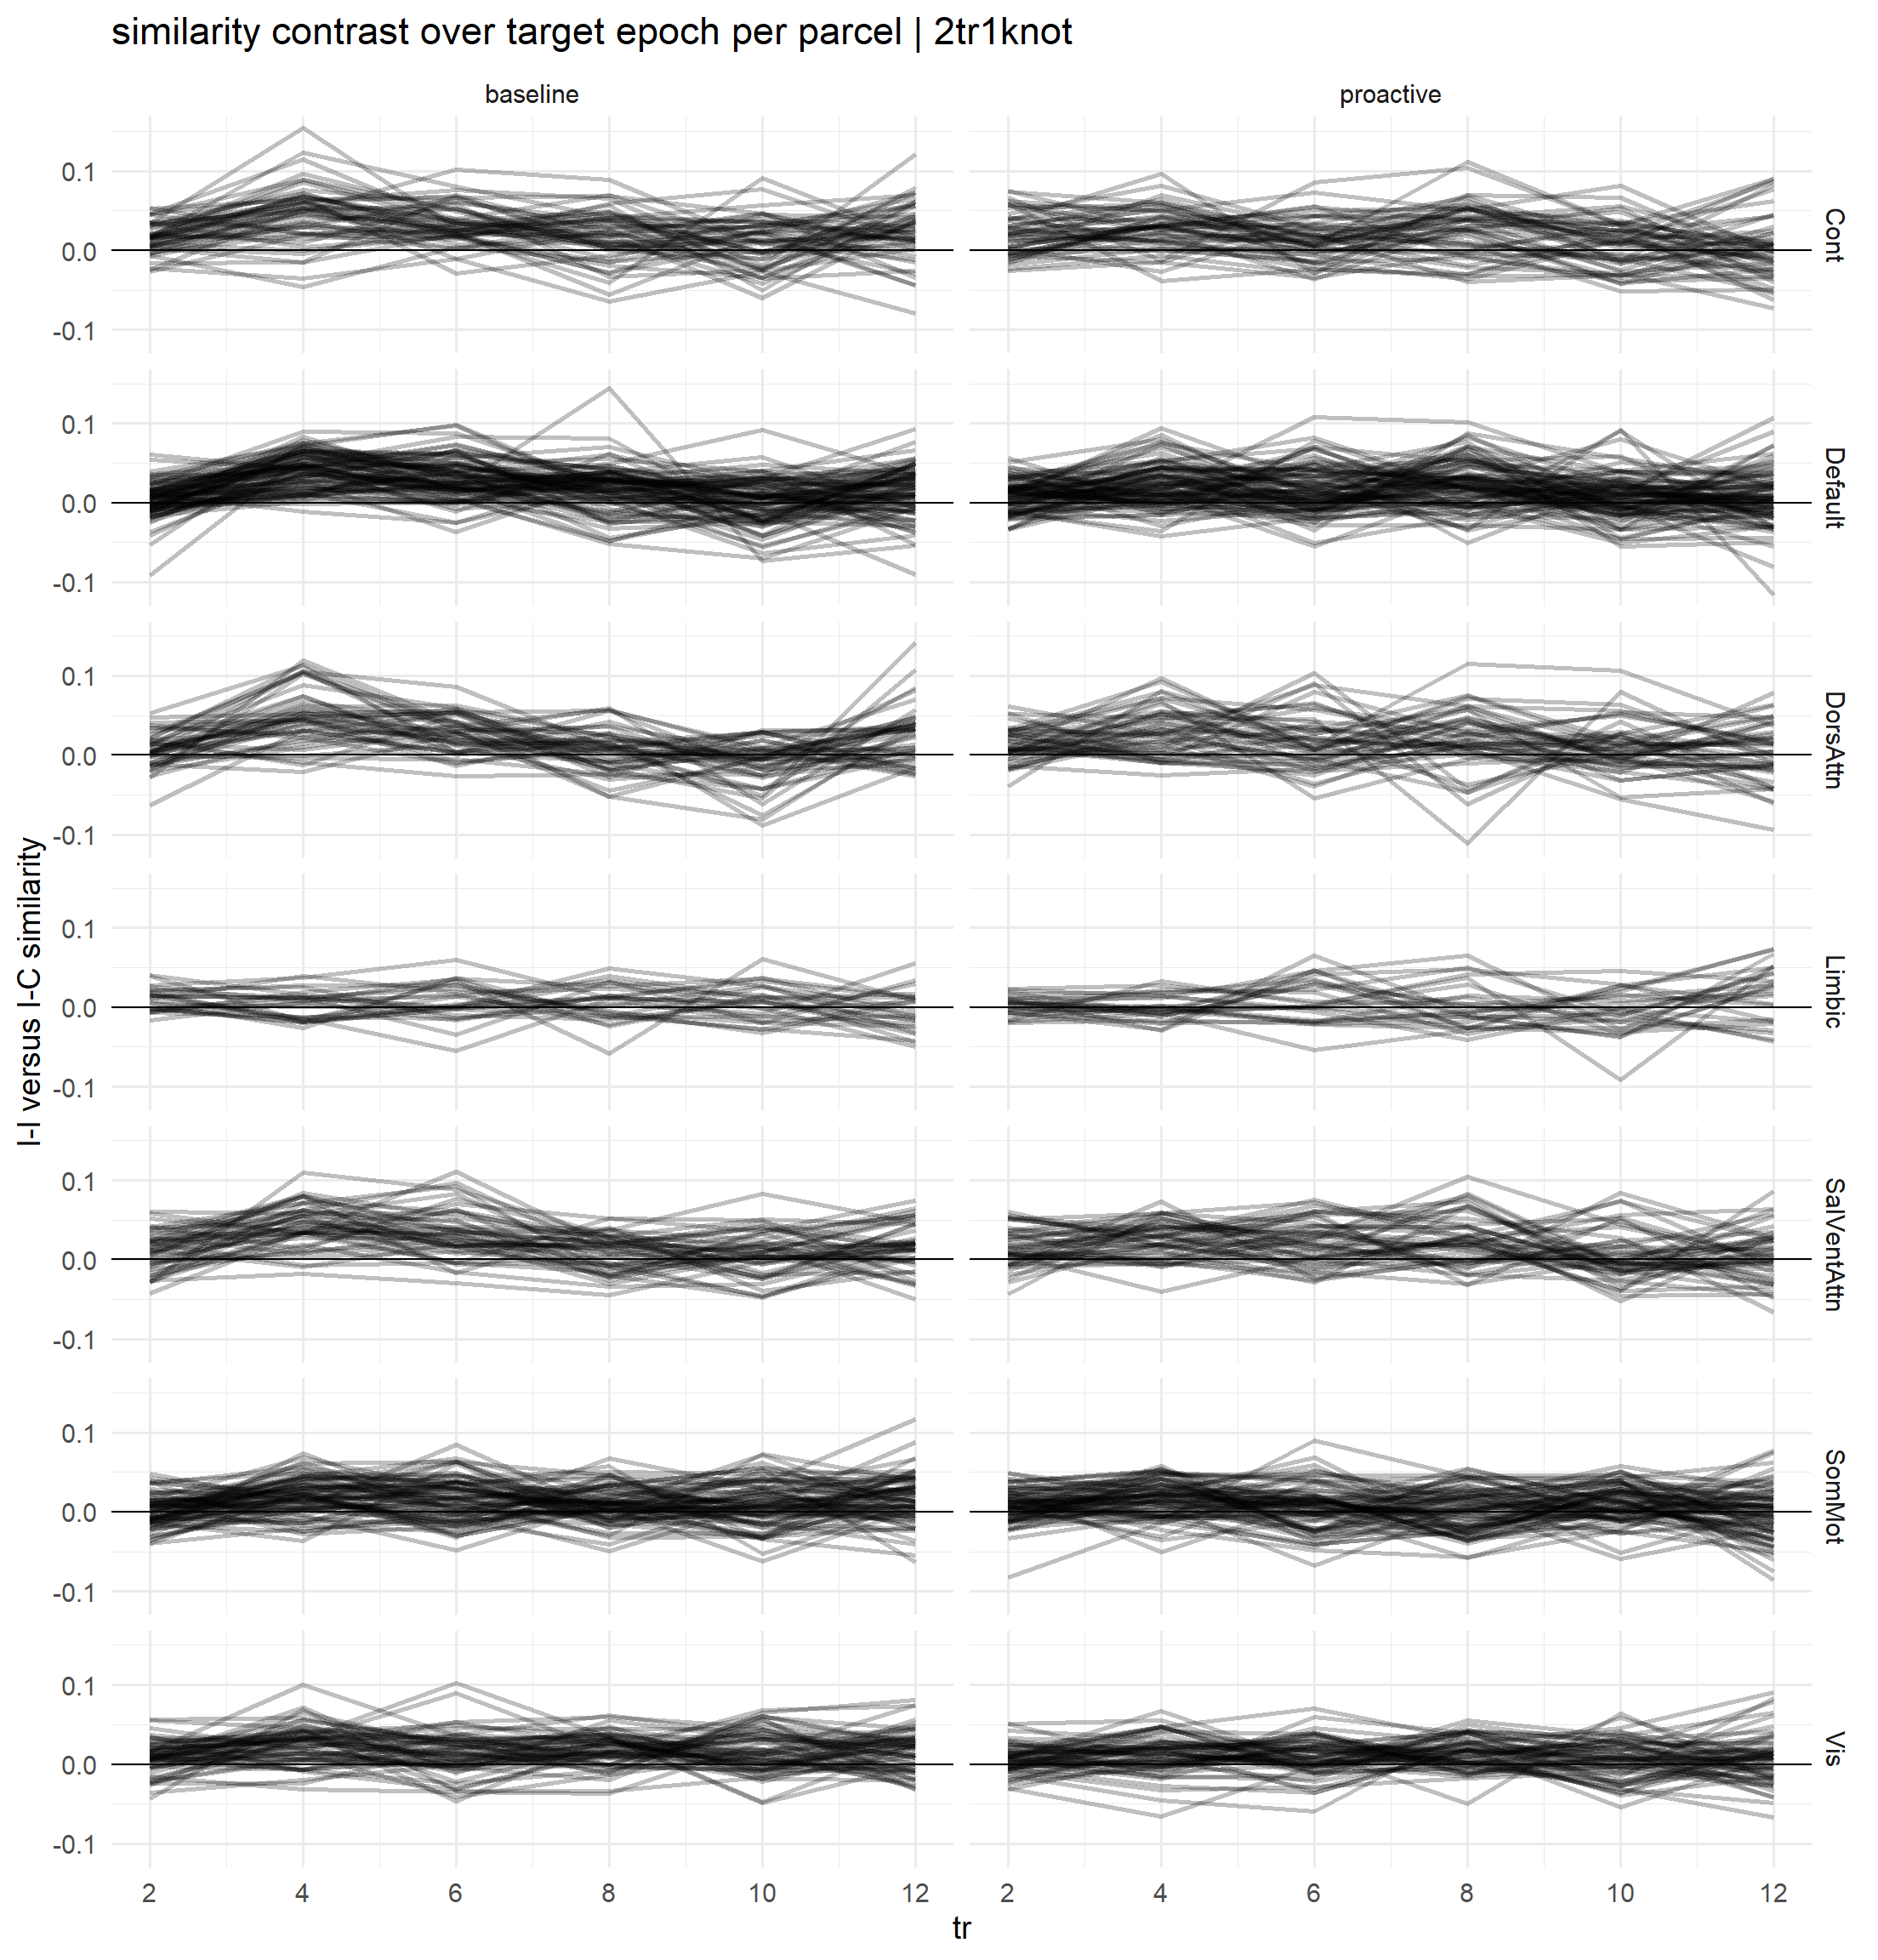 similarity contrast over target epoch per parcel | 2tr1knot
baseline
proactive
0.1
0.0
-0.1
Cont
0.1
0.0
-0.1
Default
0.1
0.0
-0.1
DorsAttn
0.1
0.0
-0.1
Limbic
0.1
0.0
-0.1
SalVentAttn
0.1
0.0
-0.1
SomMot
0.1
0.0
-0.1
Vis
I-I versus I-C similarity
2 4 6 8 10 12
2 4 6 8 10 12
tr